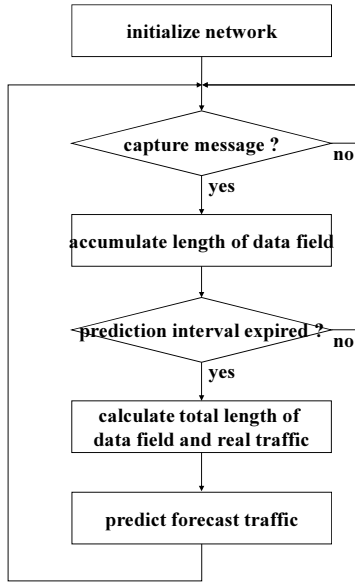 initialize network
capture message ?
no
yes
accumulate length of data field
prediction interval expired ?
no
yes
calculate total length of
data field and real traffic
predict forecast traffic